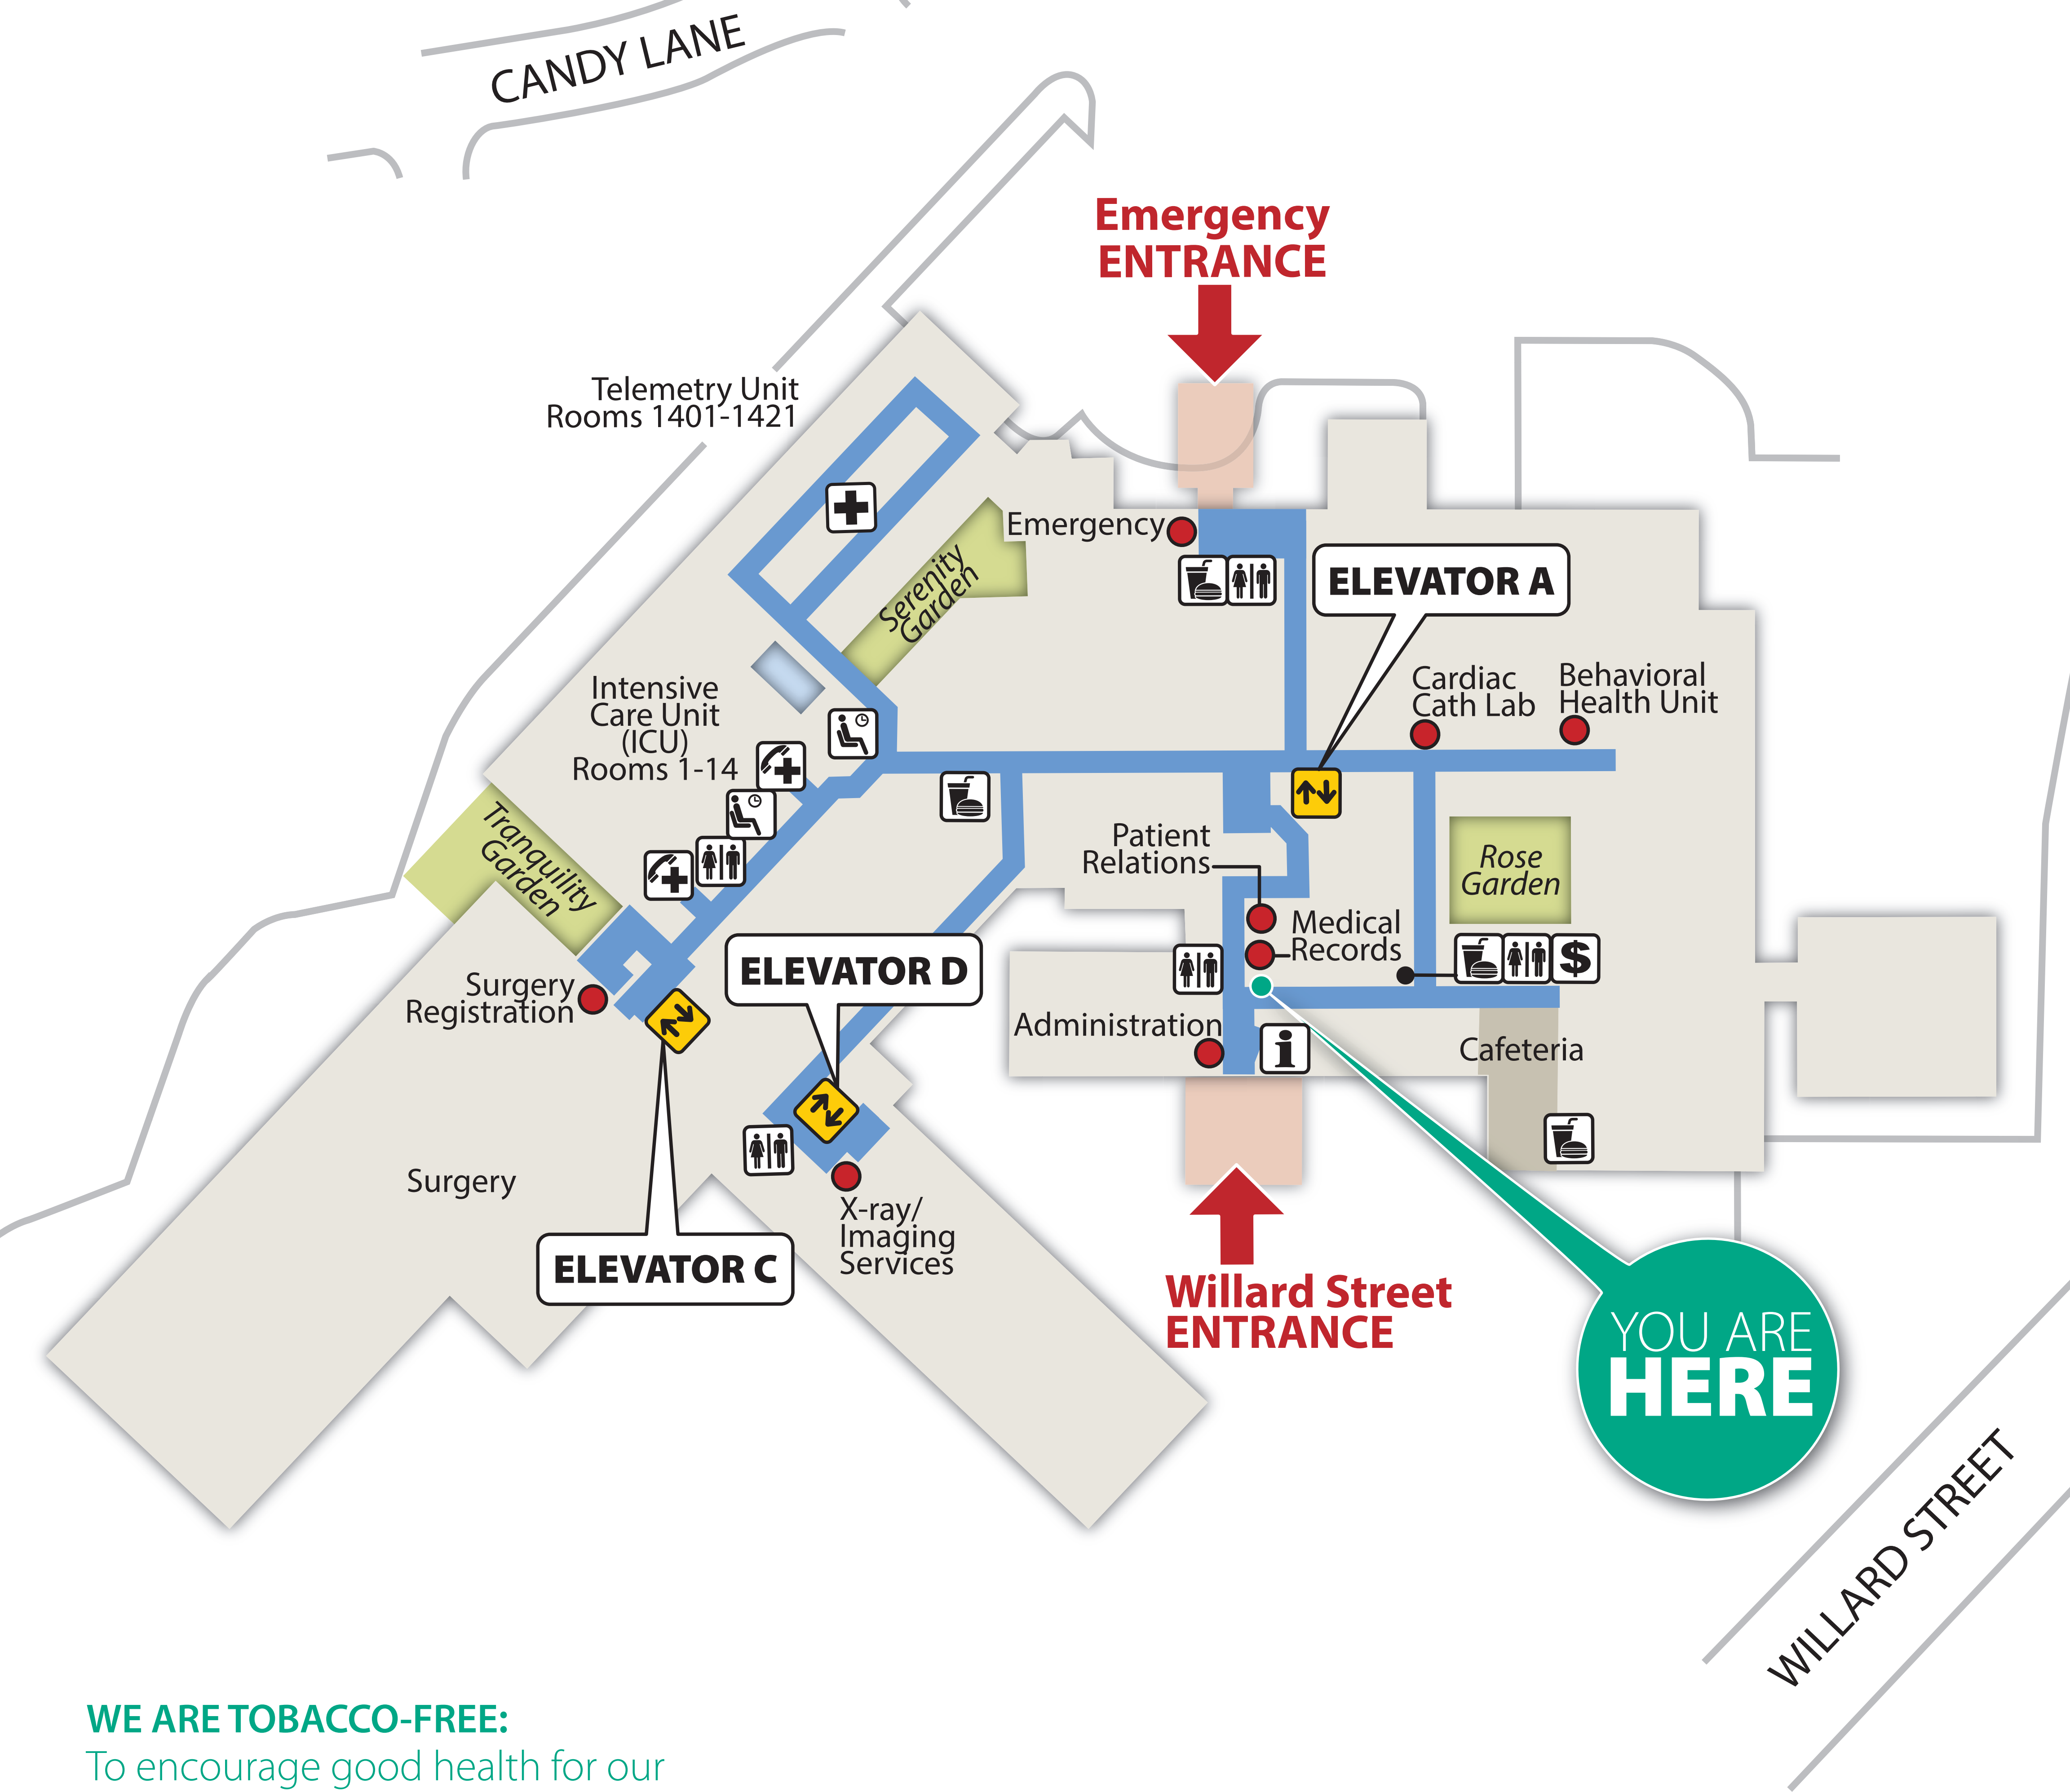 CANDY LANE
Emergency
ENTRANCE
Telemetry Unit
Rooms 1401-1421
Emergency
Serenity
Garden
ELEVATOR A
Cardiac
Cath Lab
Behavioral
Health Unit
Intensive
Care Unit
(ICU)
Rooms 1-14
Tranquility
Garden
Patient
Relations
Rose
Garden
Medical
Records
$
ELEVATOR D
Surgery
Registration
Administration
i
Cafeteria
Surgery
X-ray/
Imaging
Services
ELEVATOR C
Willard Street
ENTRANCE
YOU ARE
HERE
WILLARD STREET
WE ARE TOBACCO-FREE:
To encourage good health for our